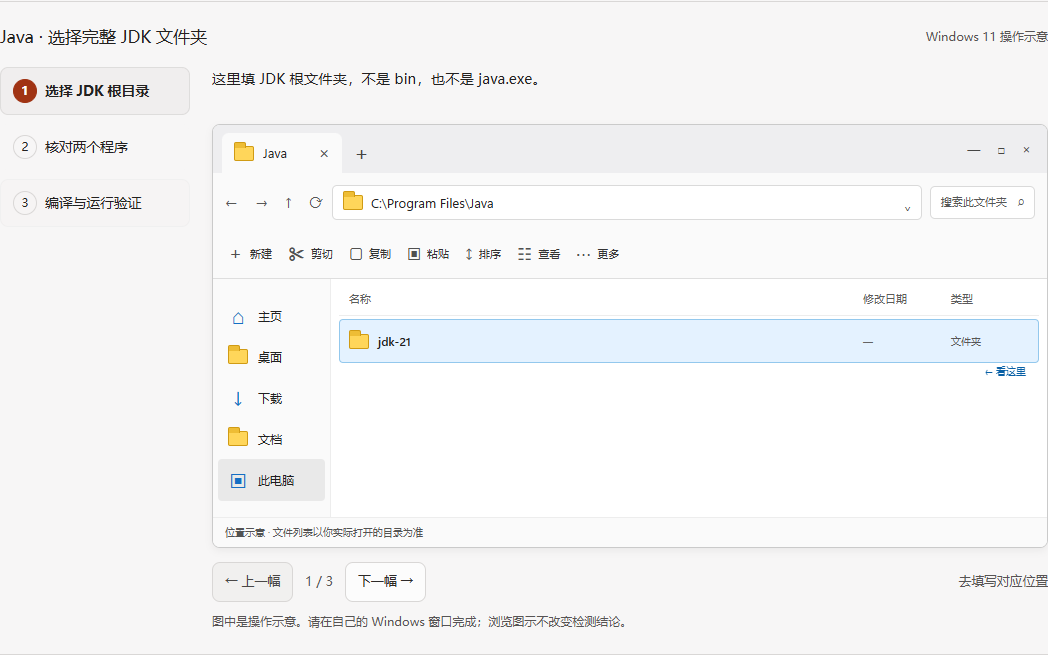 Java · 选择完整 JDK 文件夹
Windows 11 操作示意
1 选择 JDK 根目录
2 核对两个程序
3 编译与运行验证
这里填 JDK 根文件夹，不是 bin，也不是 java.exe。
Java × +
— □ ×
← → ↑ ⟳ C:\Program Files\Java
搜索此文件夹
+ 新建 剪切 复制 粘贴 ↕ 排序 查看 ··· 更多
主页
桌面
↓ 下载
文档
此电脑
名称 修改日期 类型
jdk-21 — 文件夹
← 看这里
位置示意 · 文件列表以你实际打开的目录为准
← 上一幅 1 / 3 下一幅 →
去填写对应位置
图中是操作示意。请在自己的 Windows 窗口完成；浏览图示不改变检测结论。